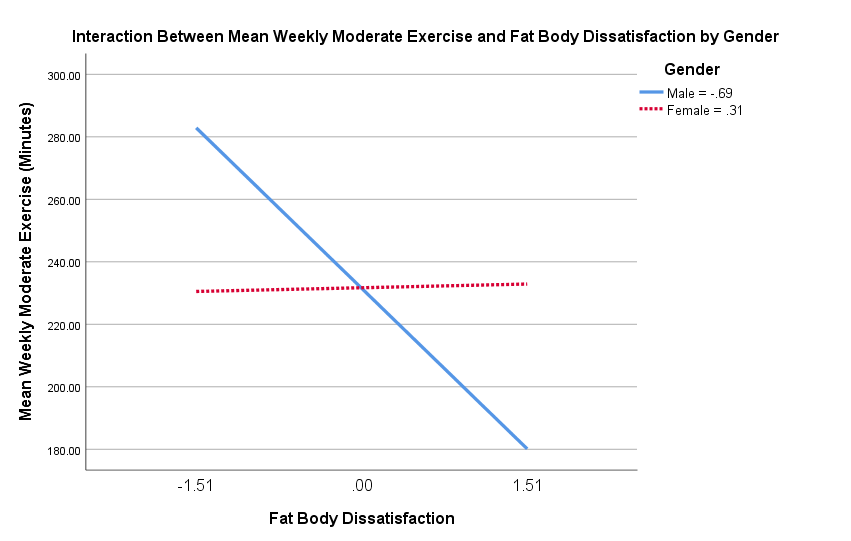 Interaction Between Mean Weekly Moderate Exercise and Fat Body Dissatisfaction by Gender
Gender
Male = -.69
Female = .31
Mean Weekly Moderate Exercise (Minutes)
300.00
280.00
260.00
240.00
220.00
200.00
180.00
-1.51
.00
1.51
Fat Body Dissatisfaction